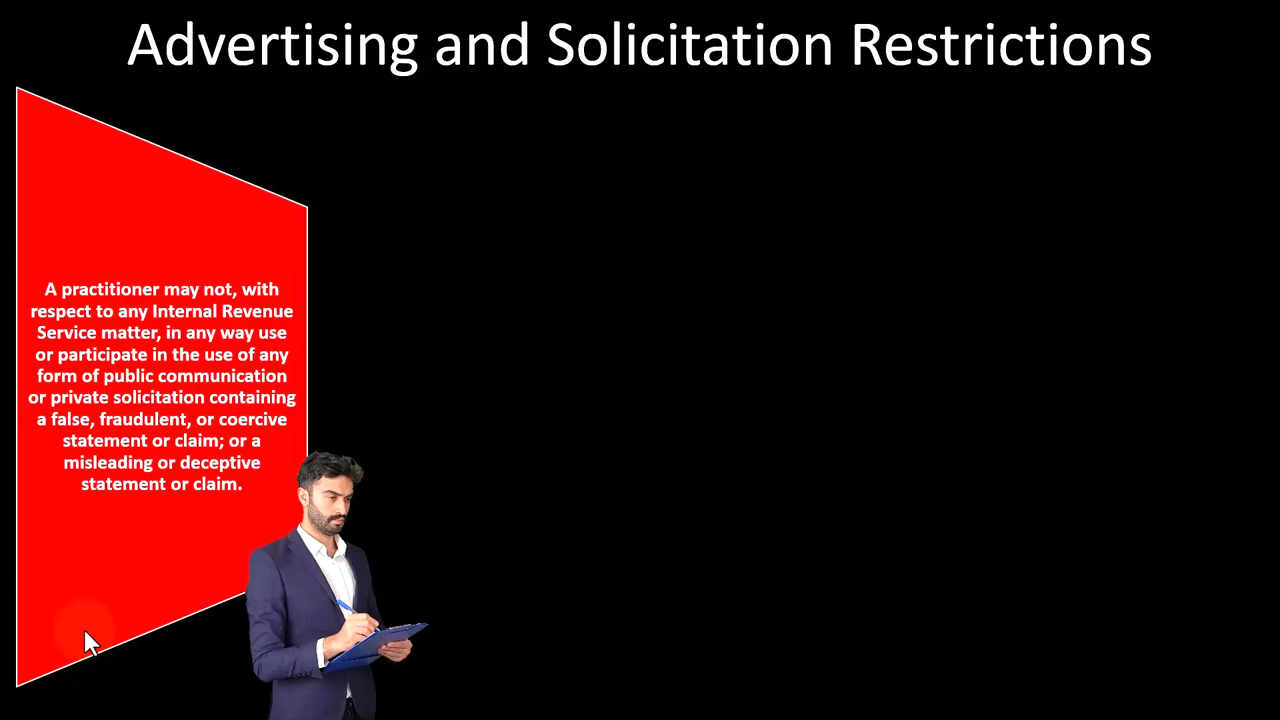 Advertising and Solicitation Restrictions
A practitioner may not, with
respect to any Internal Revenue
Service matter, in any way use
or participate in the use of any
form of public communication
or private solicitation containing
a false, fraudulent, or coercive
statement or claim; or a
misleading or deceptive
statement or claim.